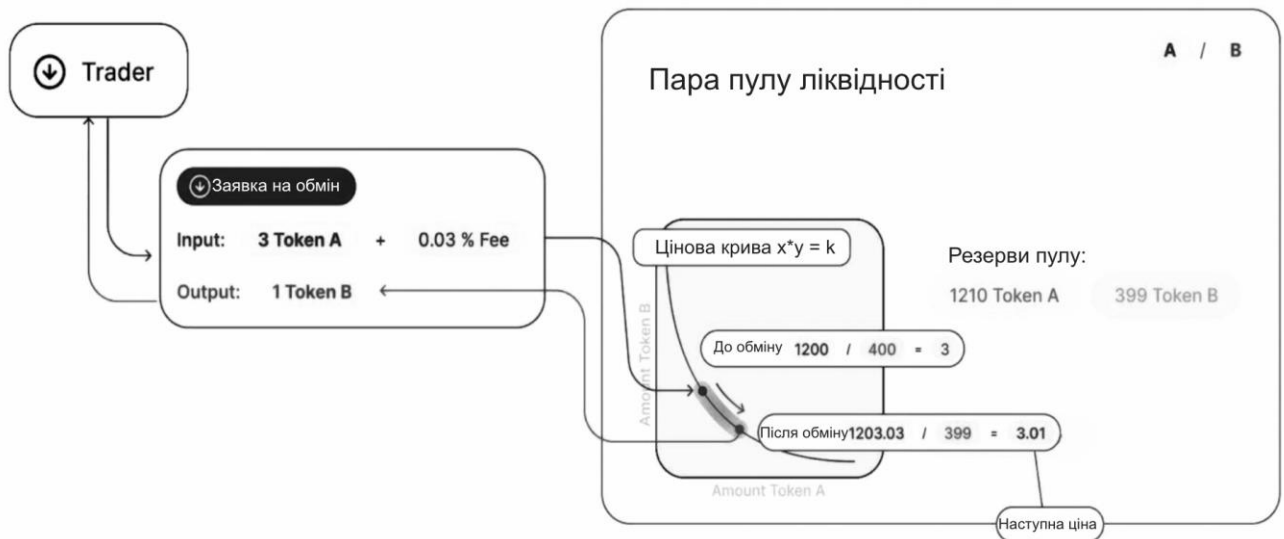 Trader
A / B
Пара пулу ліквідності
Заявка на обмін
Input: 3 Token A + 0.03 % Fee
Output: 1 Token B
Цінова крива x*y = k
Резерви пулу:
1210 Token A 399 Token B
Amount Token B
До обміну 1200 / 400 = 3
Після обміну1203.03 / 399 = 3.01
Amount Token A
Наступна ціна